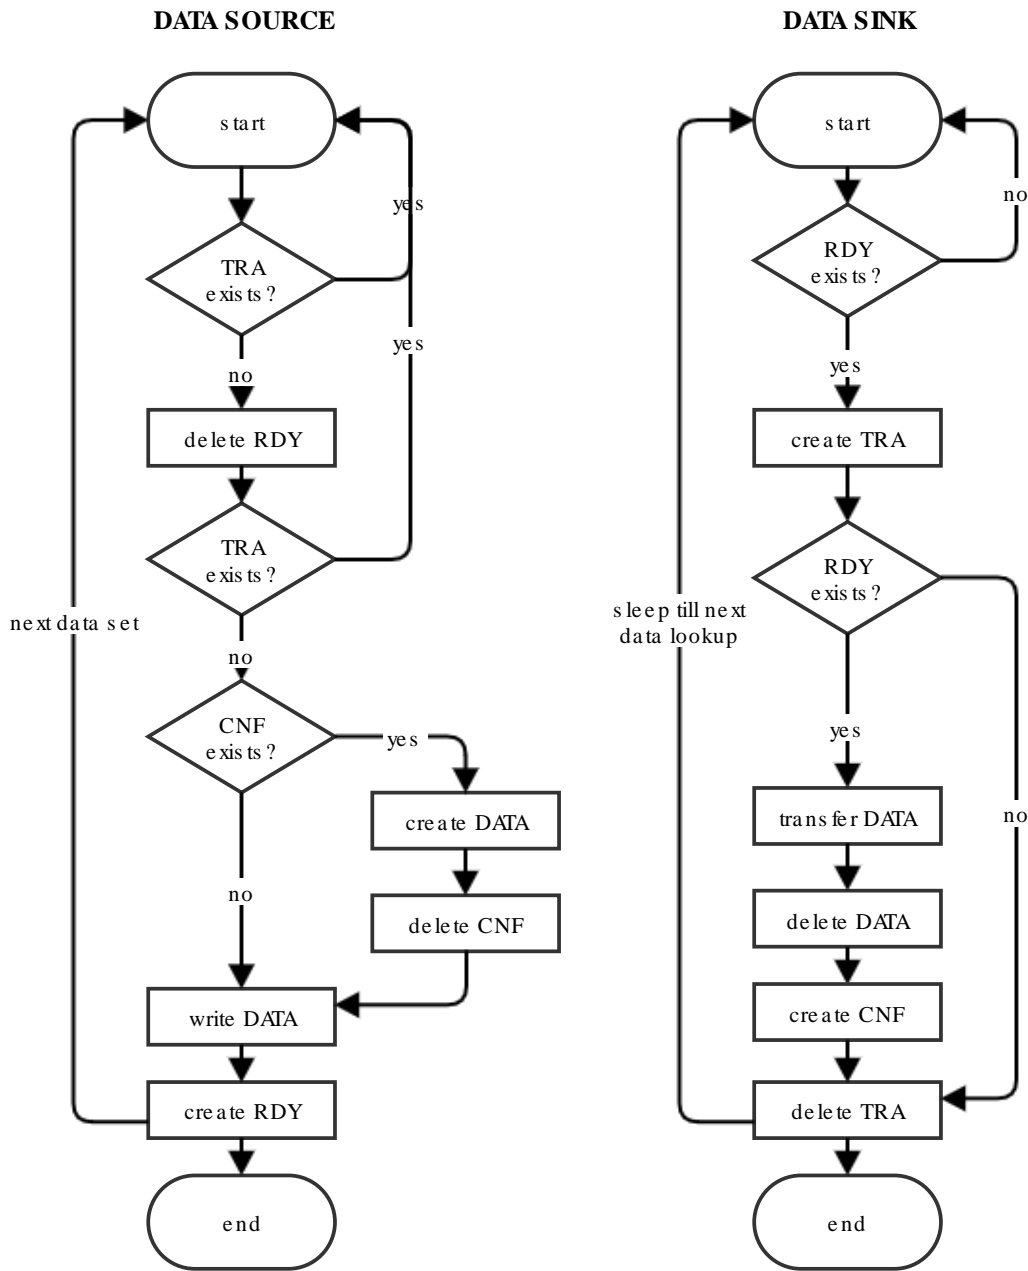 DATA SOURCE
start
yes
TRA
exists?
yes
no
delete RDY
TRA
exists?
next data set
no
CNF
exists?
yes
create DATA
no
delete CNF
write DATA
create RDY
end
DATA SINK
start
no
RDY
exists?
yes
create TRA
RDY
exists?
sleep till next
data lookup
yes
transfer DATA
no
delete DATA
create CNF
delete TRA
end